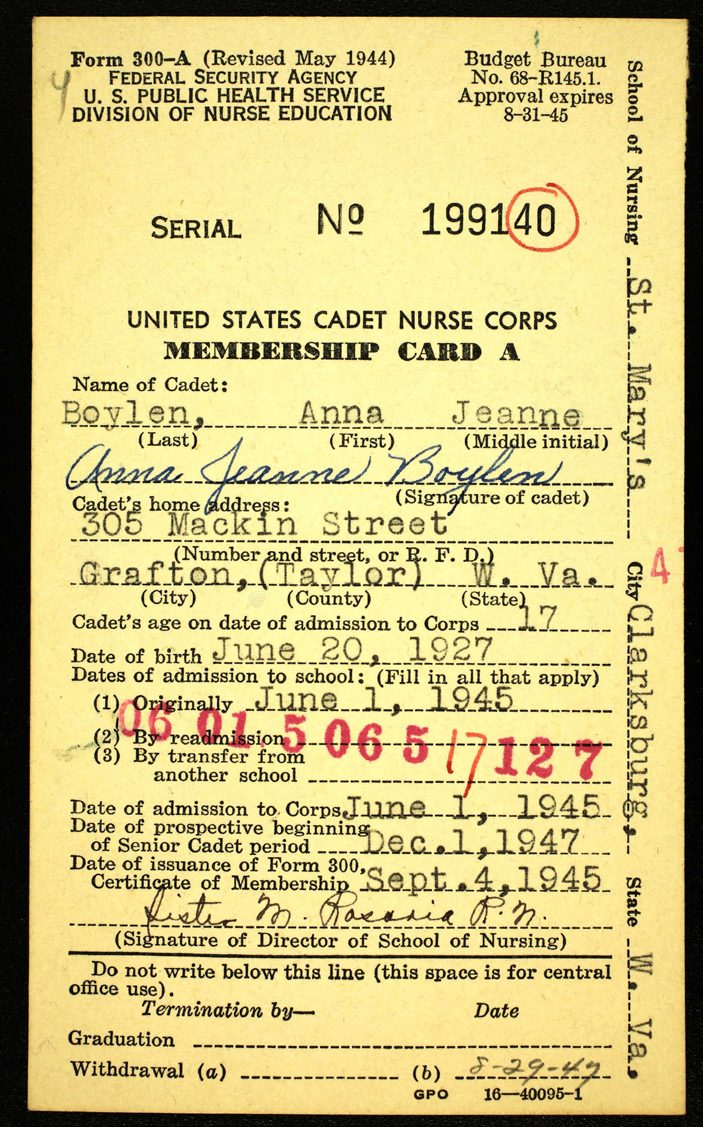 Form 300-A (Revised May 1944)
FEDERAL SECURITY AGENCY
U. S. PUBLIC HEALTH SERVICE
DIVISION OF NURSE EDUCATION
Budget Bureau
No. 68-R145.1.
Approval expires
8-31-45
4
SERIAL No 199140
UNITED STATES CADET NURSE CORPS
MEMBERSHIP CARD A
Name of Cadet:
Boylen, Anna Jeanne
(Last) (First) (Middle initial)
Anna Jeanne Boylen
Cadet's home address: (Signature of cadet)
305 Mackin Street
(Number and street, or R. F. D.)
Grafton, (Taylor) W. Va.
(City) (County) (State)
Cadet's age on date of admission to Corps 17
Date of birth June 20, 1927
Dates of admission to school: (Fill in all that apply)
(1) Originally June 1, 1945
(2) By readmission
06 01 5 06 5 17 12 7
(3) By transfer from
another school
Date of admission to Corps June 1, 1945
Date of prospective beginning
of Senior Cadet period Dec. 1, 1947
Date of issuance of Form 300,
Certificate of Membership Sept. 4, 1945
Sister M. Rosaria R.N.
(Signature of Director of School of Nursing)
Do not write below this line (this space is for central
office use).
Termination by— Date
Graduation
Withdrawal (a) (b) 8-29-47
GPO 16—40095-1
School of Nursing St. Mary's City Clarksburg, State W. Va.
4